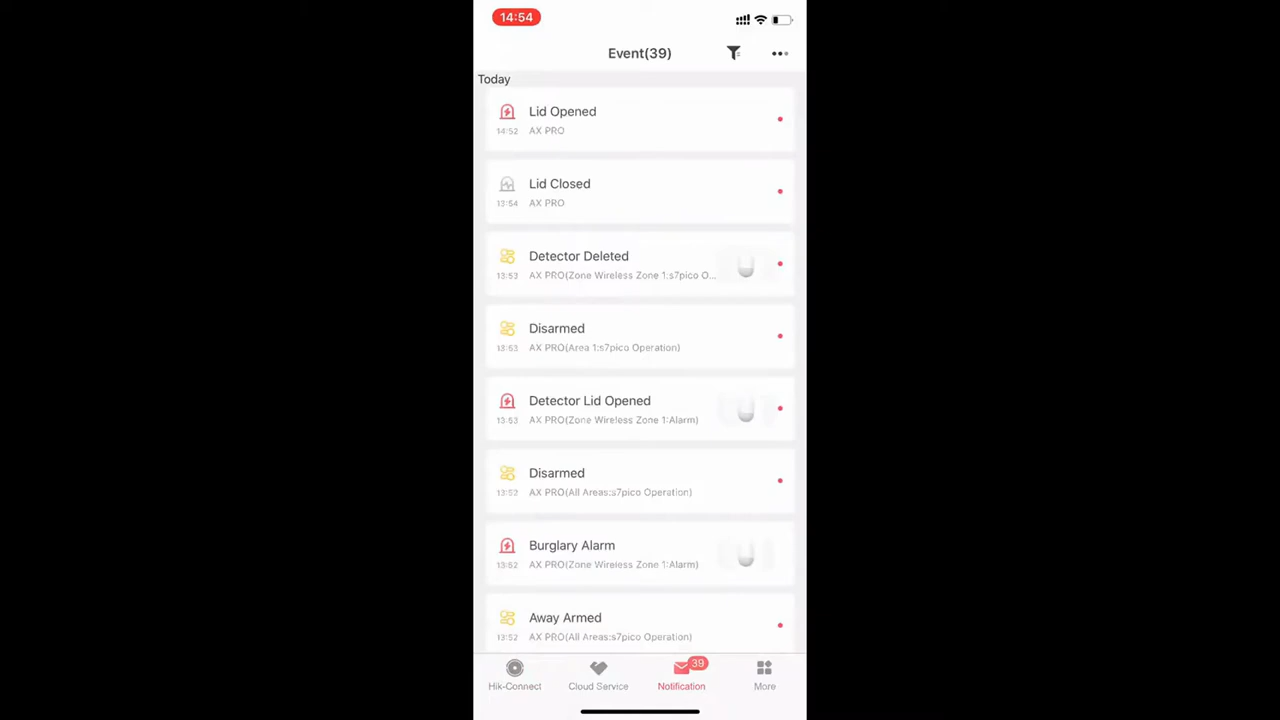 14:54
Event(39)
Today
Lid Opened
14:52 AX PRO
Lid Closed
13:54 AX PRO
Detector Deleted
13:53 AX PRO(Zone Wireless Zone 1:s7pico O...
Disarmed
13:53 AX PRO(Area 1:s7pico Operation)
Detector Lid Opened
13:53 AX PRO(Zone Wireless Zone 1:Alarm)
Disarmed
13:52 AX PRO(All Areas:s7pico Operation)
Burglary Alarm
13:52 AX PRO(Zone Wireless Zone 1:Alarm)
Away Armed
13:52 AX PRO(All Areas:s7pico Operation)
39
Hik-Connect Cloud Service Notification More